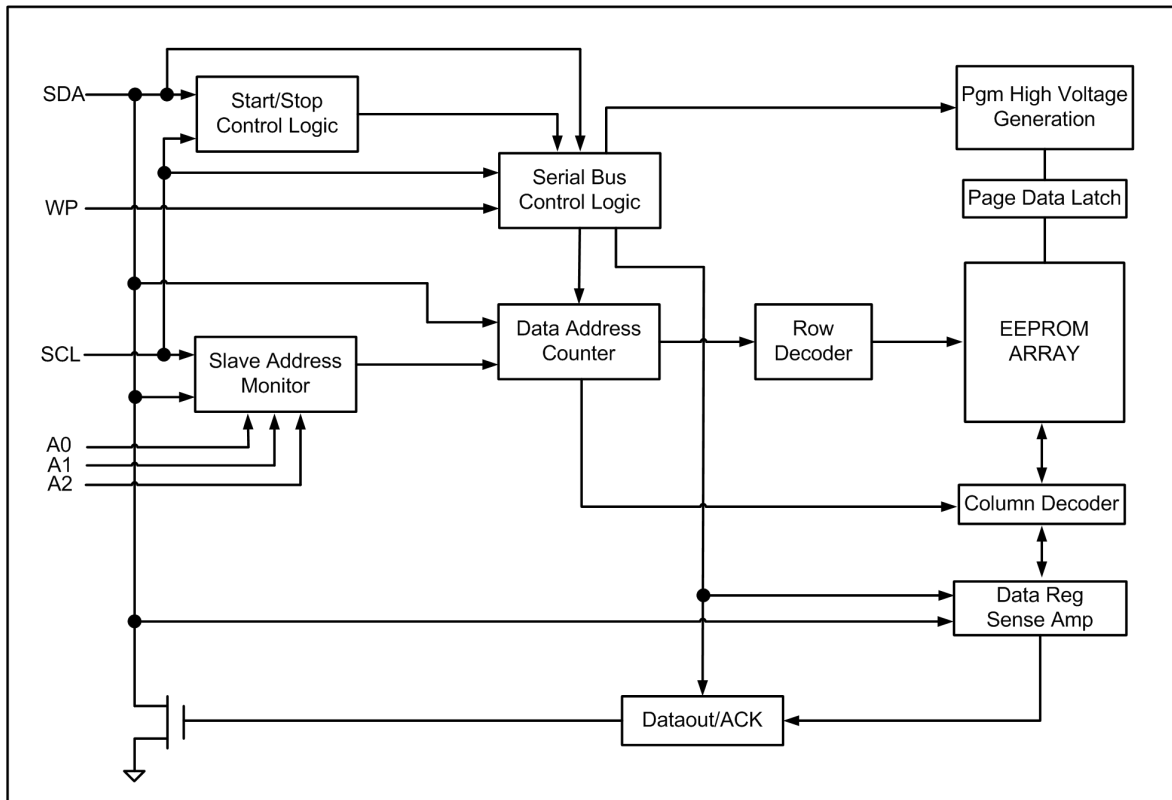 SDA
Start/Stop
Control Logic
Pgm High Voltage
Generation
Serial Bus
Control Logic
WP
Page Data Latch
Data Address
Counter
Row
Decoder
EEPROM
ARRAY
SCL
Slave Address
Monitor
A0
A1
A2
Column Decoder
Data Reg
Sense Amp
Dataout/ACK